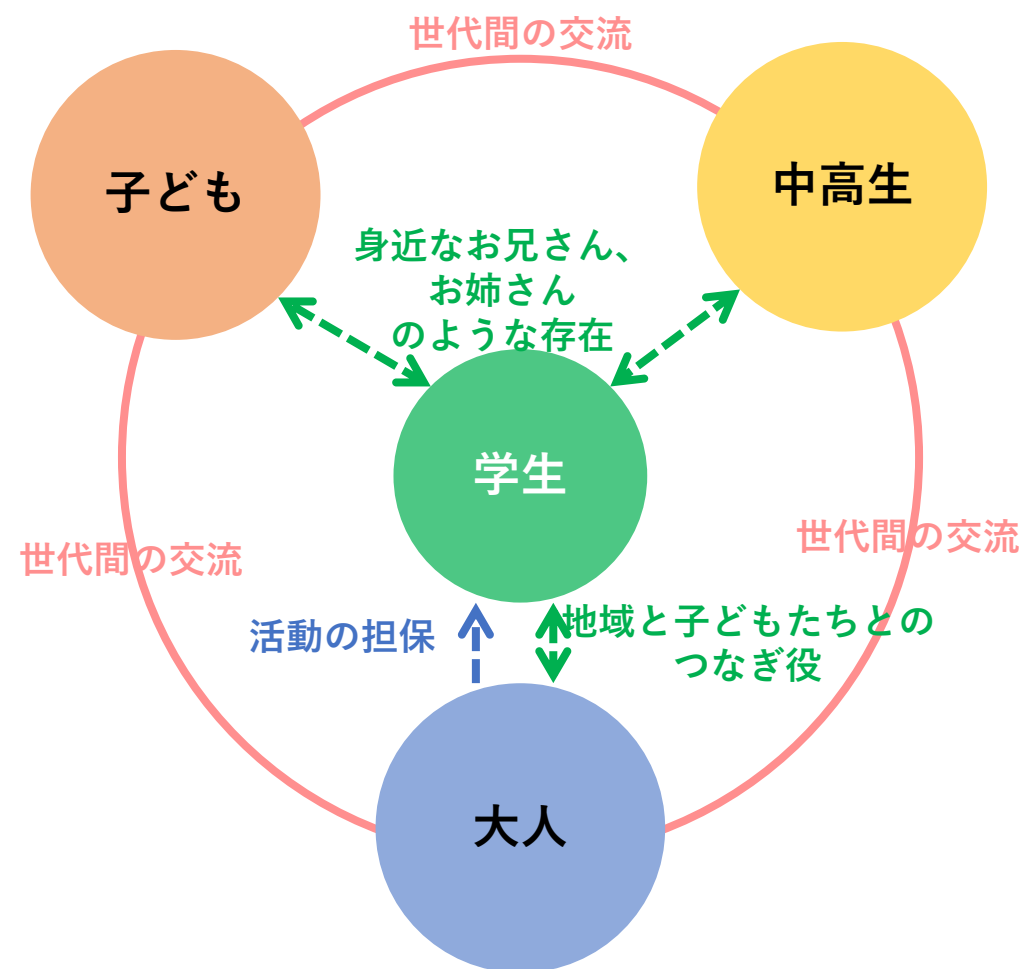 世代間の交流
子ども
中高生
身近なお兄さん、
お姉さん
のような存在
学生
世代間の交流
世代間の交流
活動の担保
地域と子どもたちとの
つなぎ役
大人